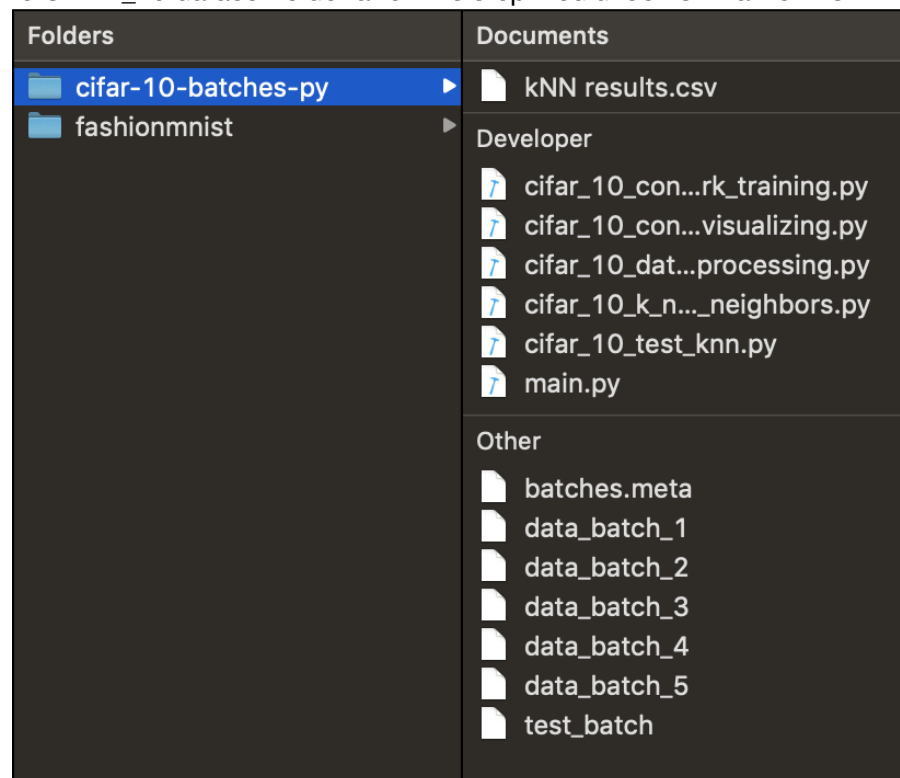 Folders
cifar-10-batches-py
fashionmnist
Documents
kNN results.csv
Developer
cifar_10_con...rk_training.py
cifar_10_con...visualizing.py
cifar_10_dat...processing.py
cifar_10_k_n..._neighbors.py
cifar_10_test_knn.py
main.py
Other
batches.meta
data_batch_1
data_batch_2
data_batch_3
data_batch_4
data_batch_5
test_batch